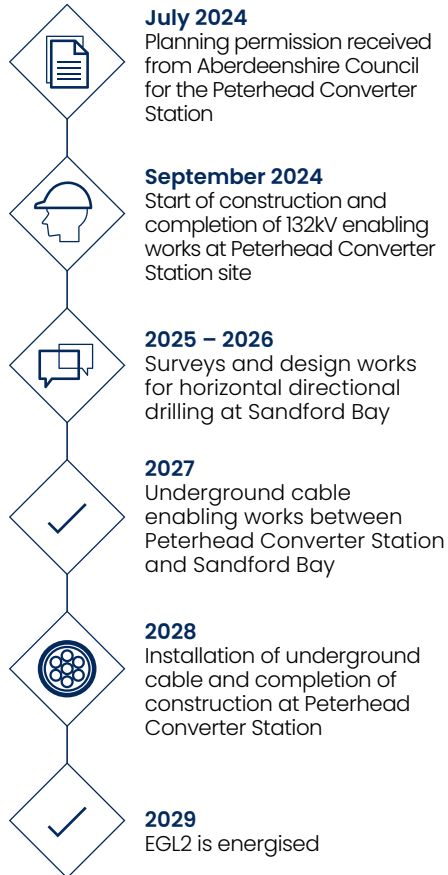 July 2024
Planning permission received
from Aberdeenshire Council
for the Peterhead Converter
Station
September 2024
Start of construction and
completion of 132kV enabling
works at Peterhead Converter
Station site
2025 – 2026
Surveys and design works
for horizontal directional
drilling at Sandford Bay
2027
Underground cable
enabling works between
Peterhead Converter Station
and Sandford Bay
2028
Installation of underground
cable and completion of
construction at Peterhead
Converter Station
2029
EGL2 is energised